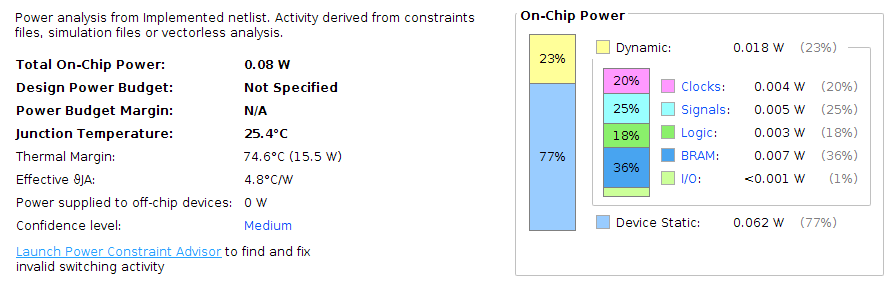 Power analysis from Implemented netlist. Activity derived from constraints
files, simulation files or vectorless analysis.
Total On-Chip Power: 0.08 W
Design Power Budget: Not Specified
Power Budget Margin: N/A
Junction Temperature: 25.4°C
Thermal Margin: 74.6°C (15.5 W)
Effective ϑJA: 4.8°C/W
Power supplied to off-chip devices: 0 W
Confidence level: Medium
Launch Power Constraint Advisor to find and fix
invalid switching activity
On-Chip Power
23%
77%
Dynamic: 0.018 W (23%)
20%
25%
18%
36%
Clocks: 0.004 W (20%)
Signals: 0.005 W (25%)
Logic: 0.003 W (18%)
BRAM: 0.007 W (36%)
I/O: <0.001 W (1%)
Device Static: 0.062 W (77%)